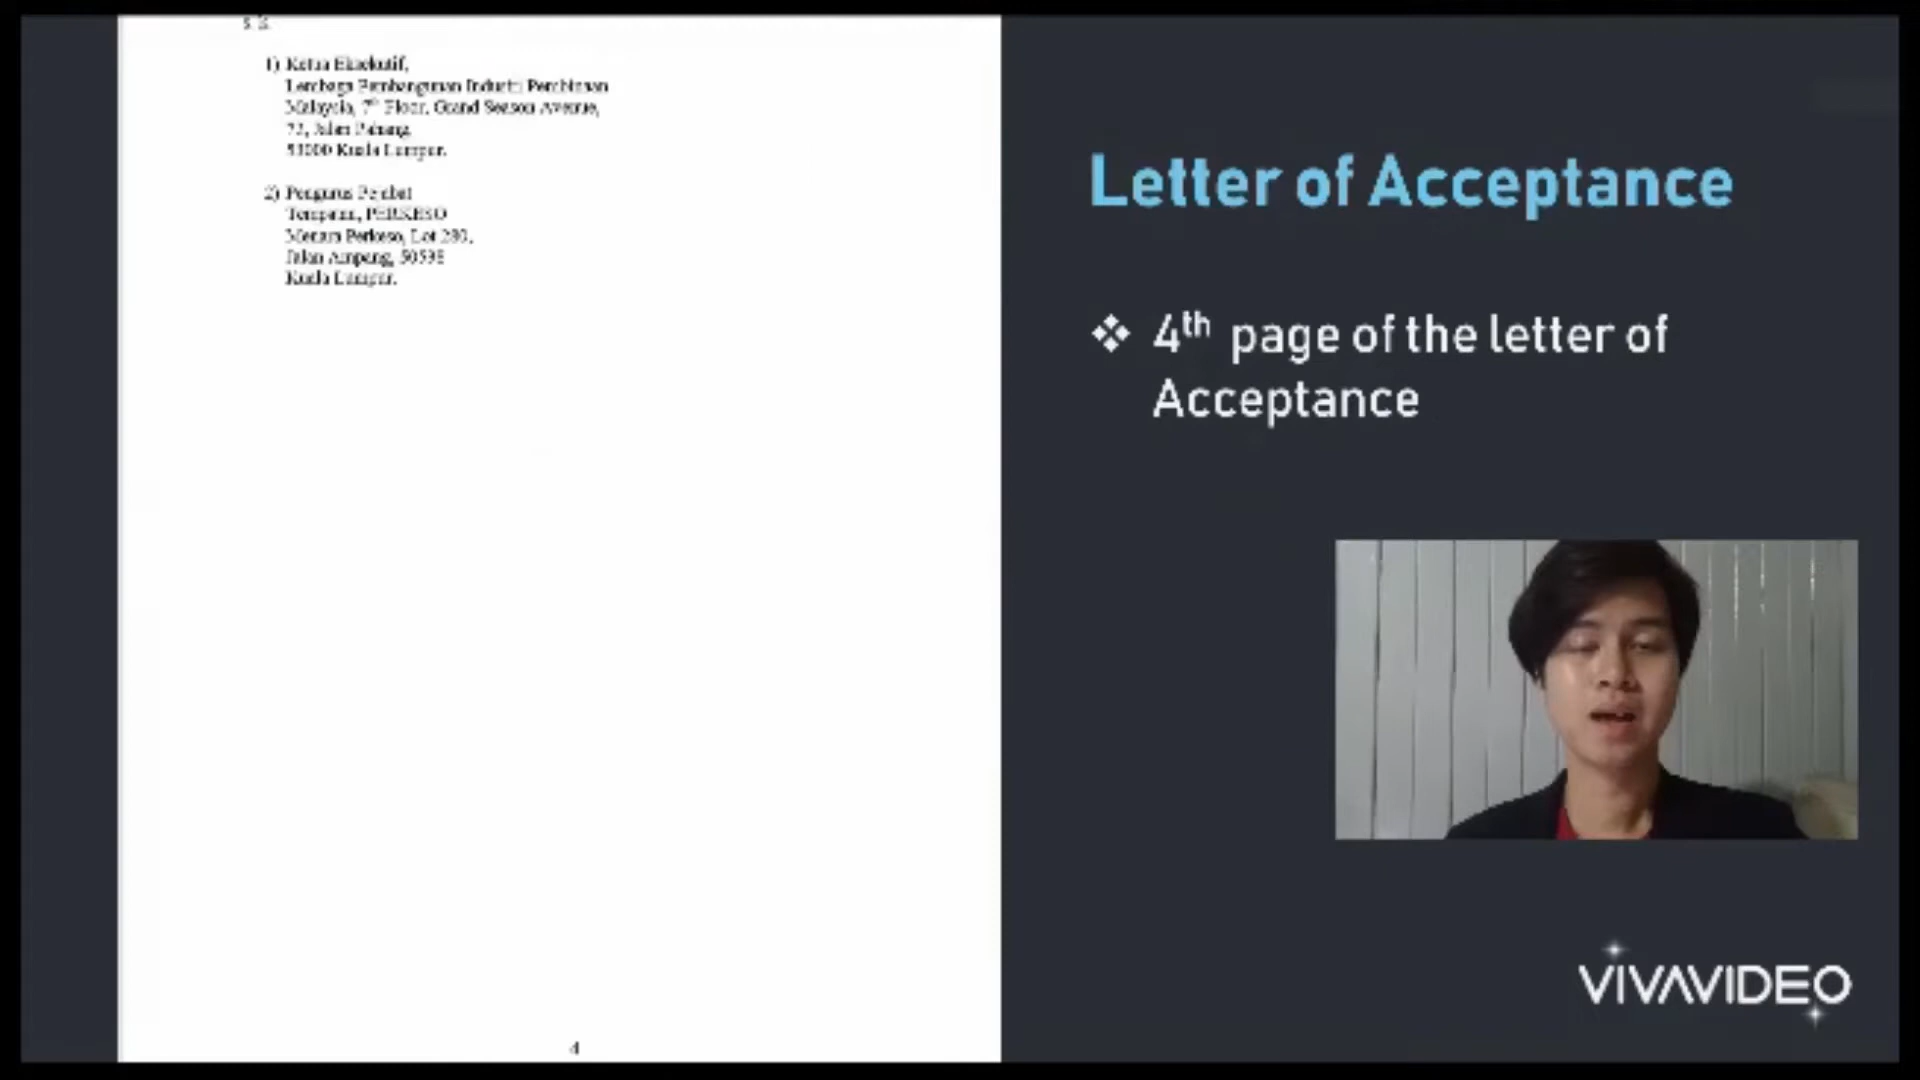 s.k.
1) Ketua Eksekutif,
Lembaga Pembangunan Industri Pembinaan
Malaysia, 7th Floor, Grand Season Avenue,
72, Jalan Pahang,
53000 Kuala Lumpur.
2) Pengurus Pejabat
Tempatan, PERKESO
Menara Perkeso, Lot 280,
Jalan Ampang, 50538
Kuala Lumpur.
4
Letter of Acceptance
❖ 4th page of the letter of
Acceptance
VIVAVIDEO